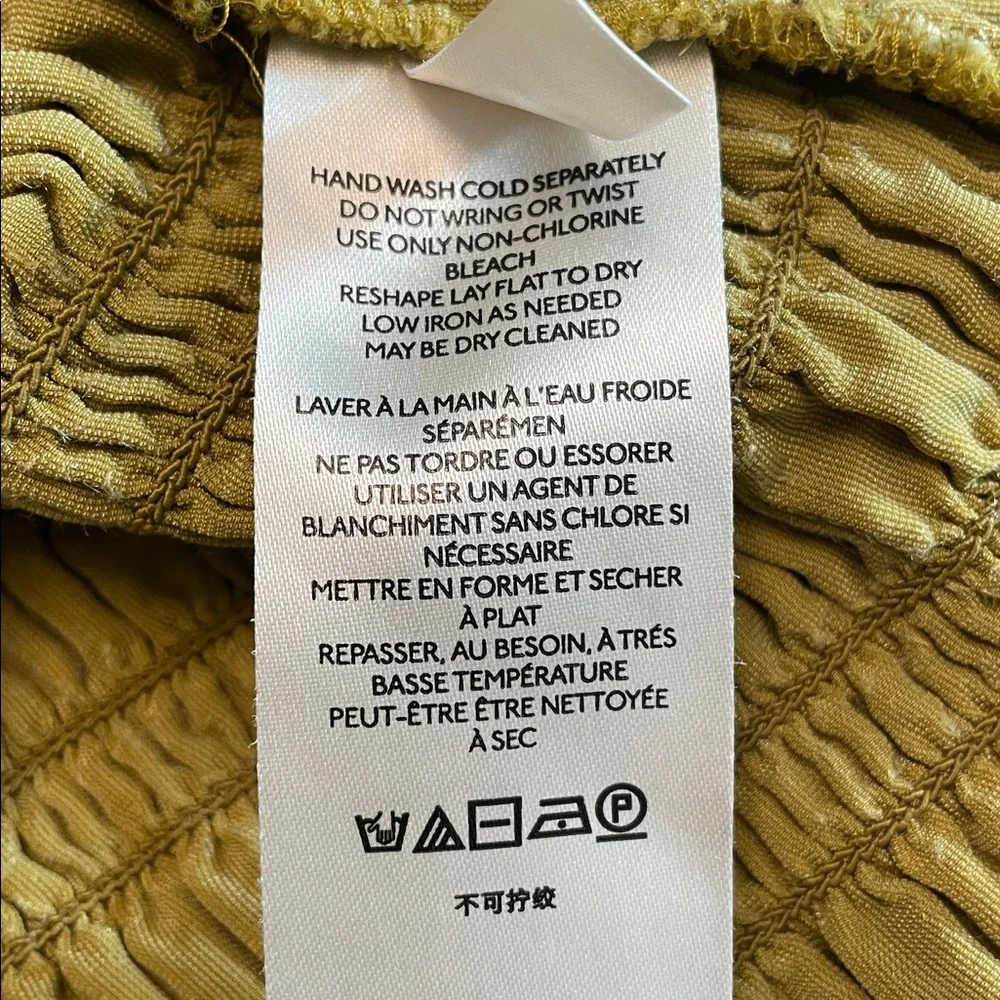 HAND WASH COLD SEPARATELY
DO NOT WRING OR TWIST
USE ONLY NON-CHLORINE
BLEACH
RESHAPE LAY FLAT TO DRY
LOW IRON AS NEEDED
MAY BE DRY CLEANED
LAVER À LA MAIN À L'EAU FROIDE
SÉPARÉMEN
NE PAS TORDRE OU ESSORER
UTILISER UN AGENT DE
BLANCHIMENT SANS CHLORE SI
NÉCESSAIRE
METTRE EN FORME ET SECHER
À PLAT
REPASSER, AU BESOIN, À TRÉS
BASSE TEMPÉRATURE
PEUT-ÊTRE ÊTRE NETTOYÉE
À SEC
P
不可拧绞